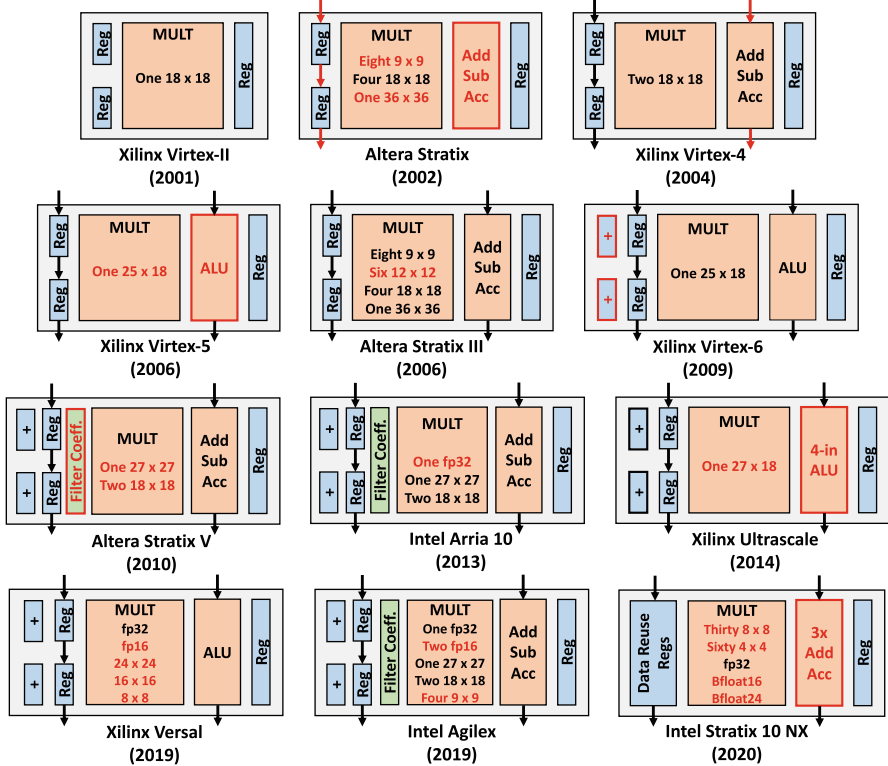 Reg
Reg
MULT
One 18 x 18
Reg
Xilinx Virtex-II
(2001)
Reg
Reg
MULT
Eight 9 x 9
Four 18 x 18
One 36 x 36
Add
Sub
Acc
Reg
Altera Stratix
(2002)
Reg
Reg
MULT
Two 18 x 18
Add
Sub
Acc
Reg
Xilinx Virtex-4
(2004)
Reg
Reg
MULT
One 25 x 18
ALU
Reg
Xilinx Virtex-5
(2006)
Reg
Reg
MULT
Eight 9 x 9
Six 12 x 12
Four 18 x 18
One 36 x 36
Add
Sub
Acc
Reg
Altera Stratix III
(2006)
+
+
Reg
Reg
MULT
One 25 x 18
ALU
Reg
Xilinx Virtex-6
(2009)
+
+
Reg
Reg
Filter Coeff.
MULT
One 27 x 27
Two 18 x 18
Add
Sub
Acc
Reg
Altera Stratix V
(2010)
+
+
Reg
Reg
Filter Coeff.
MULT
One fp32
One 27 x 27
Two 18 x 18
Add
Sub
Acc
Reg
Intel Arria 10
(2013)
+
+
Reg
Reg
MULT
One 27 x 18
4-in
ALU
Reg
Xilinx Ultrascale
(2014)
+
+
Reg
Reg
MULT
fp32
fp16
24 x 24
16 x 16
8 x 8
ALU
Reg
Xilinx Versal
(2019)
+
+
Reg
Reg
Filter Coeff.
MULT
One fp32
Two fp16
One 27 x 27
Two 18 x 18
Four 9 x 9
Add
Sub
Acc
Reg
Intel Agilex
(2019)
Data Reuse
Regs
MULT
Thirty 8 x 8
Sixty 4 x 4
fp32
Bfloat16
Bfloat24
3x
Add
Acc
Reg
Intel Stratix 10 NX
(2020)